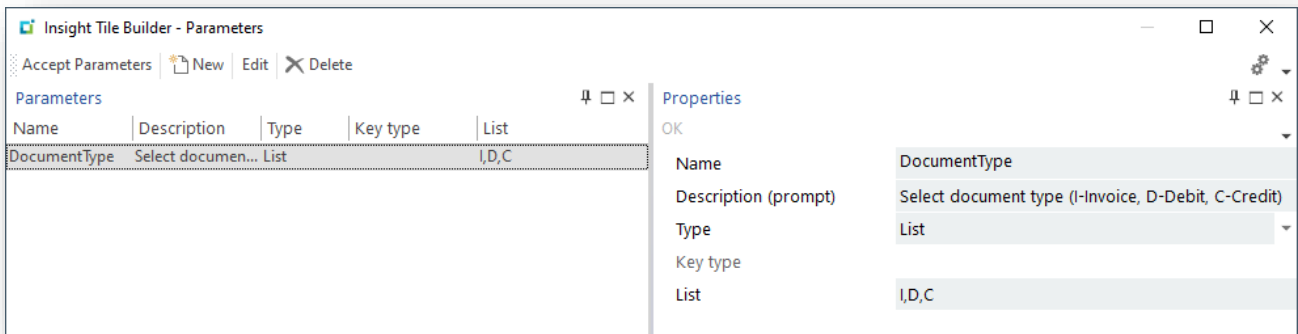 Insight Tile Builder - Parameters
Accept Parameters New Edit Delete
Parameters
Name Description Type Key type List
DocumentType Select documen... List I,D,C
Properties
OK
Name DocumentType
Description (prompt) Select document type (I-Invoice, D-Debit, C-Credit)
Type List
Key type
List I,D,C